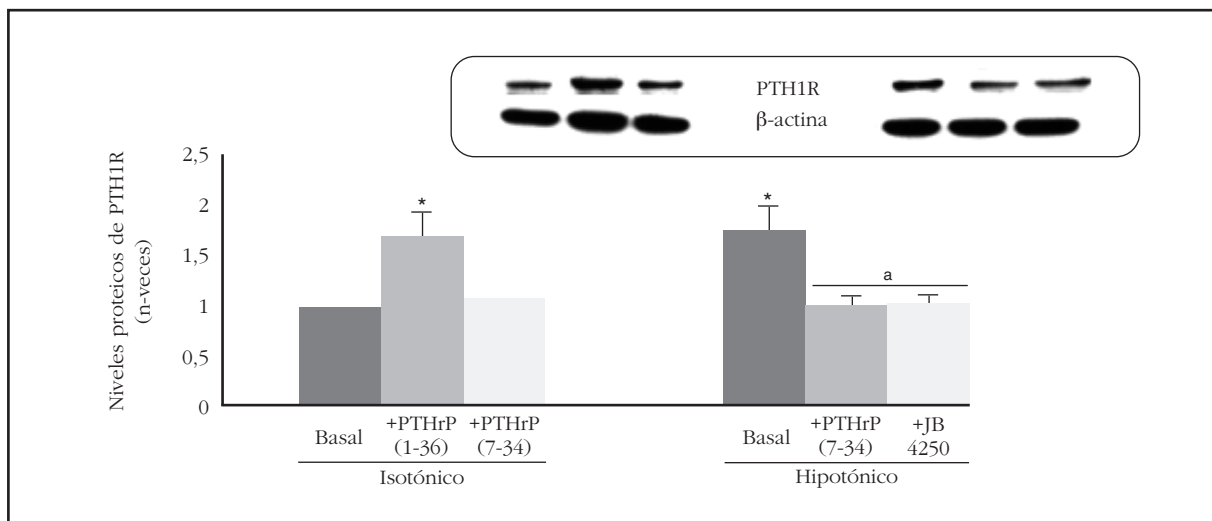 PTH1R
β-actina
Niveles proteicos de PTH1R
(n-veces)
2,5
2
1,5
1
0,5
0
*
*
a
Basal
+PTHrP
(1-36)
+PTHrP
(7-34)
Isotónico
Basal
+PTHrP
(7-34)
+JB
4250
Hipotónico